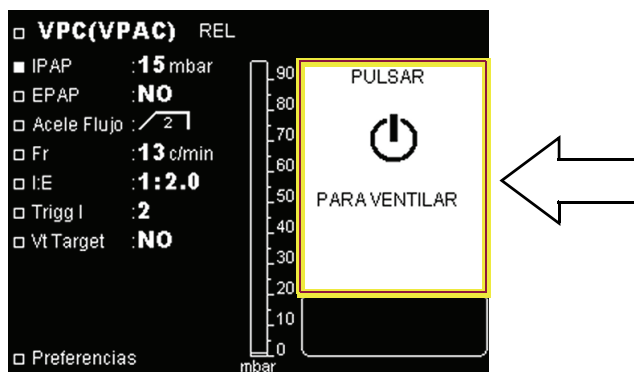 VPC(VPAC) REL
IPAP :15 mbar
EPAP :NO
Acele Flujo : 2
Fr :13 c/min
I:E :1:2.0
Trigg I :2
Vt Target :NO
Preferencias
90
80
70
60
50
40
30
20
10
0
mbar
PULSAR
PARA VENTILAR